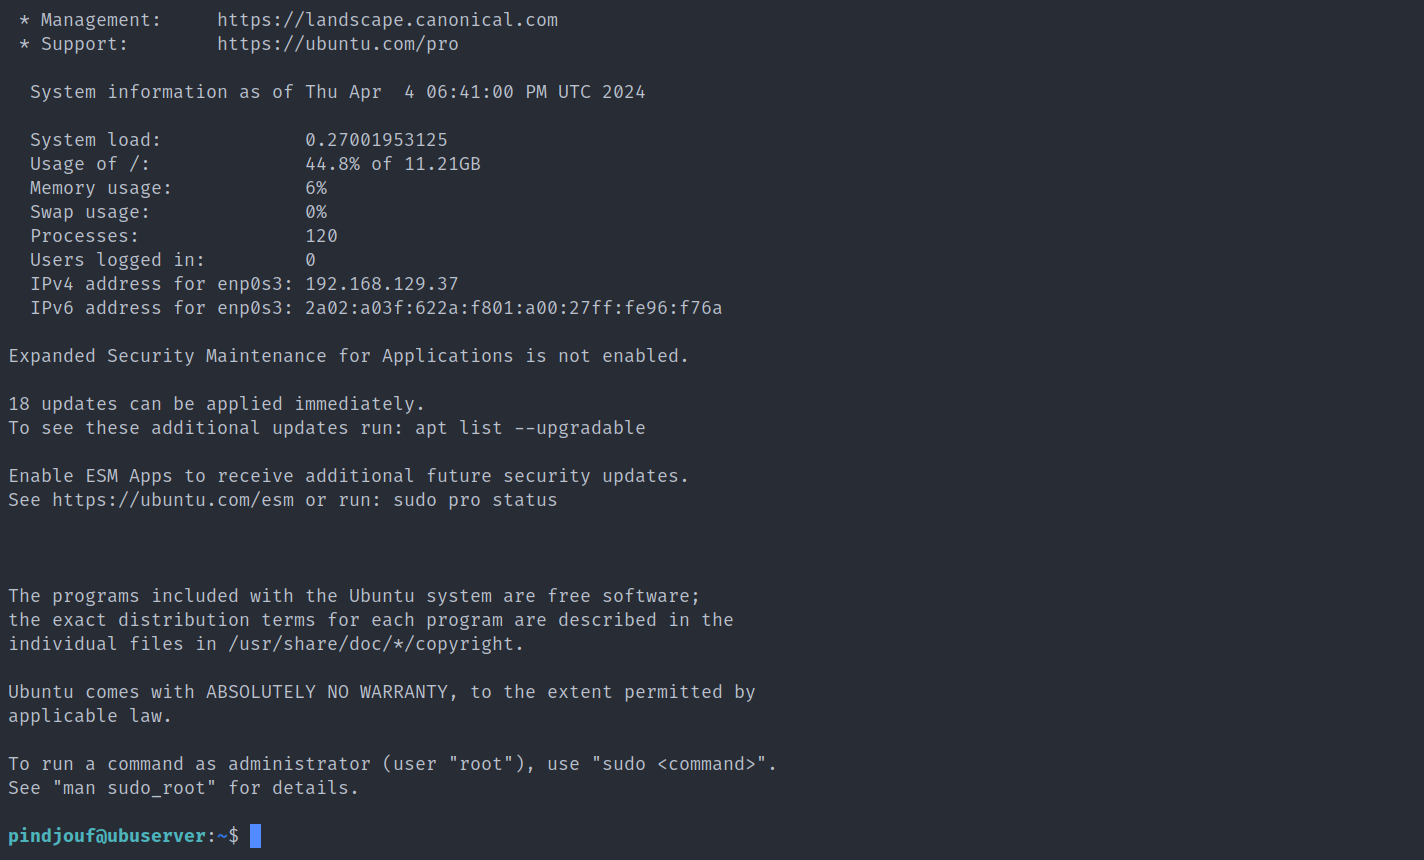 * Management:     https://landscape.canonical.com
* Support:        https://ubuntu.com/pro
System information as of Thu Apr  4 06:41:00 PM UTC 2024
System load:             0.27001953125
Usage of /:              44.8% of 11.21GB
Memory usage:            6%
Swap usage:              0%
Processes:               120
Users logged in:         0
IPv4 address for enp0s3: 192.168.129.37
IPv6 address for enp0s3: 2a02:a03f:622a:f801:a00:27ff:fe96:f76a
Expanded Security Maintenance for Applications is not enabled.
18 updates can be applied immediately.
To see these additional updates run: apt list --upgradable
Enable ESM Apps to receive additional future security updates.
See https://ubuntu.com/esm or run: sudo pro status
The programs included with the Ubuntu system are free software;
the exact distribution terms for each program are described in the
individual files in /usr/share/doc/*/copyright.
Ubuntu comes with ABSOLUTELY NO WARRANTY, to the extent permitted by
applicable law.
To run a command as administrator (user "root"), use "sudo <command>".
See "man sudo_root" for details.
pindjouf@ubuserver:~$